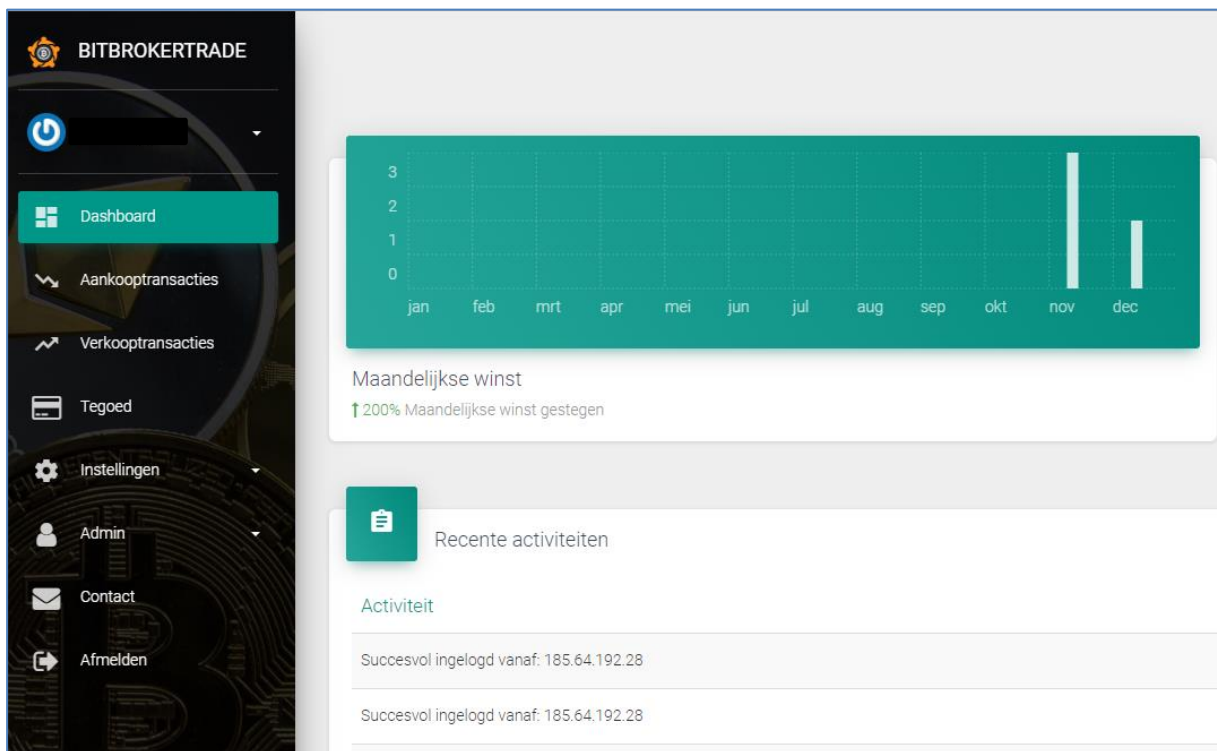 BITBROKERTRADE
Dashboard
Aankooptransacties
Verkooptransacties
Tegoed
Instellingen
Admin
Contact
Afmelden
3
2
1
0
jan feb mrt apr mei jun jul aug sep okt nov dec
Maandelijkse winst
200% Maandelijkse winst gestegen
Recente activiteiten
Activiteit
Succesvol ingelogd vanaf: 185.64.192.28
Succesvol ingelogd vanaf: 185.64.192.28